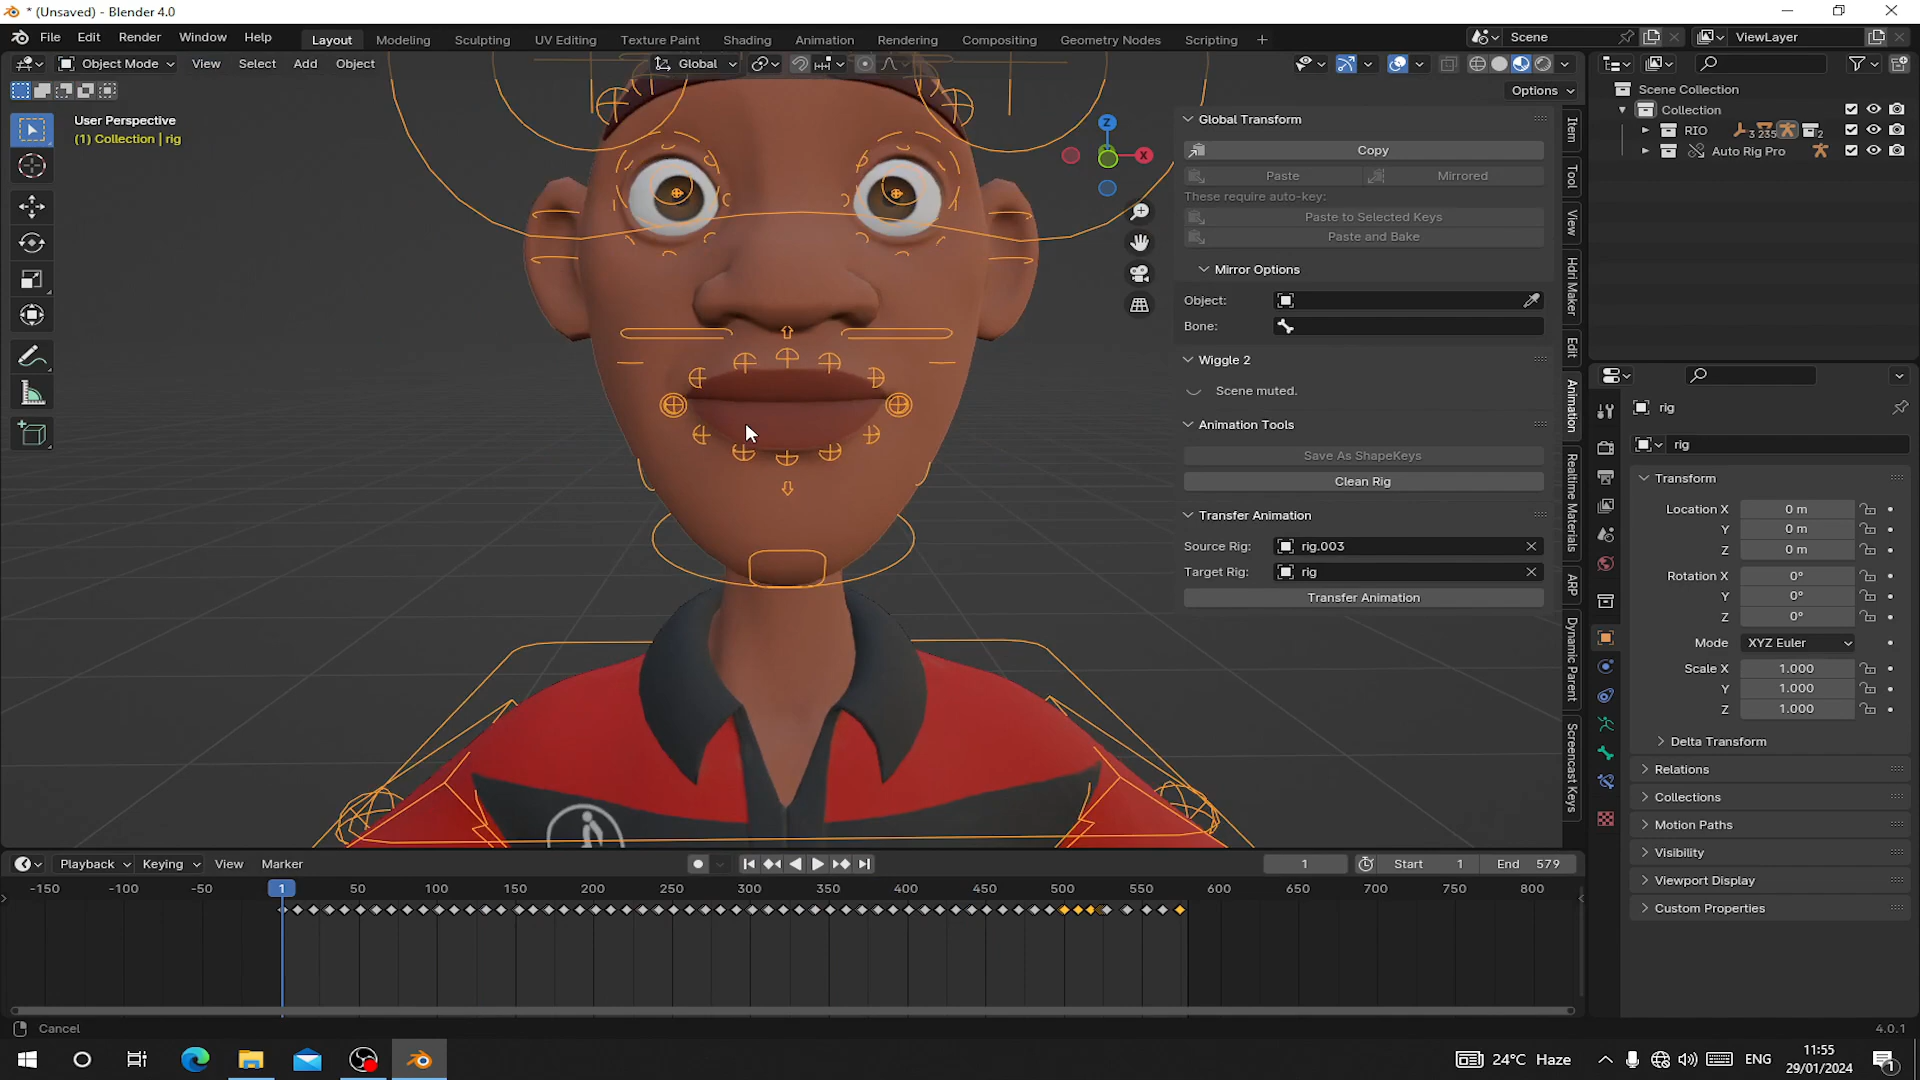 * (Unsaved) - Blender 4.0
File Edit Render Window Help
Layout Modeling Sculpting UV Editing Texture Paint Shading Animation Rendering Compositing Geometry Nodes Scripting
Scene
ViewLayer
Object Mode View Select Add Object
Global
Options
User Perspective
(1) Collection | rig
Z
X
Global Transform
Copy
Paste Mirrored
These require auto-key:
Paste to Selected Keys
Paste and Bake
Mirror Options
Object:
Bone:
Wiggle 2
Scene muted.
Animation Tools
Save As ShapeKeys
Clean Rig
Transfer Animation
Source Rig: rig.003
Target Rig: rig
Transfer Animation
Item
Tool
View
Hdri Maker
Edit
Animation
Realtime Materials
ARP
Dynamic Parent
Screencast Keys
Scene Collection
Collection
RIO 3 235 2
Auto Rig Pro
rig
rig
Transform
Location X 0 m
Y 0 m
Z 0 m
Rotation X 0°
Y 0°
Z 0°
Mode XYZ Euler
Scale X 1.000
Y 1.000
Z 1.000
Delta Transform
Relations
Collections
Motion Paths
Visibility
Viewport Display
Custom Properties
Playback Keying View Marker
1 Start 1 End 579
-150 -100 -50 1 50 100 150 200 250 300 350 400 450 500 550 600 650 700 750 800
Cancel
4.0.1
24°C Haze
ENG
11:55
29/01/2024
1